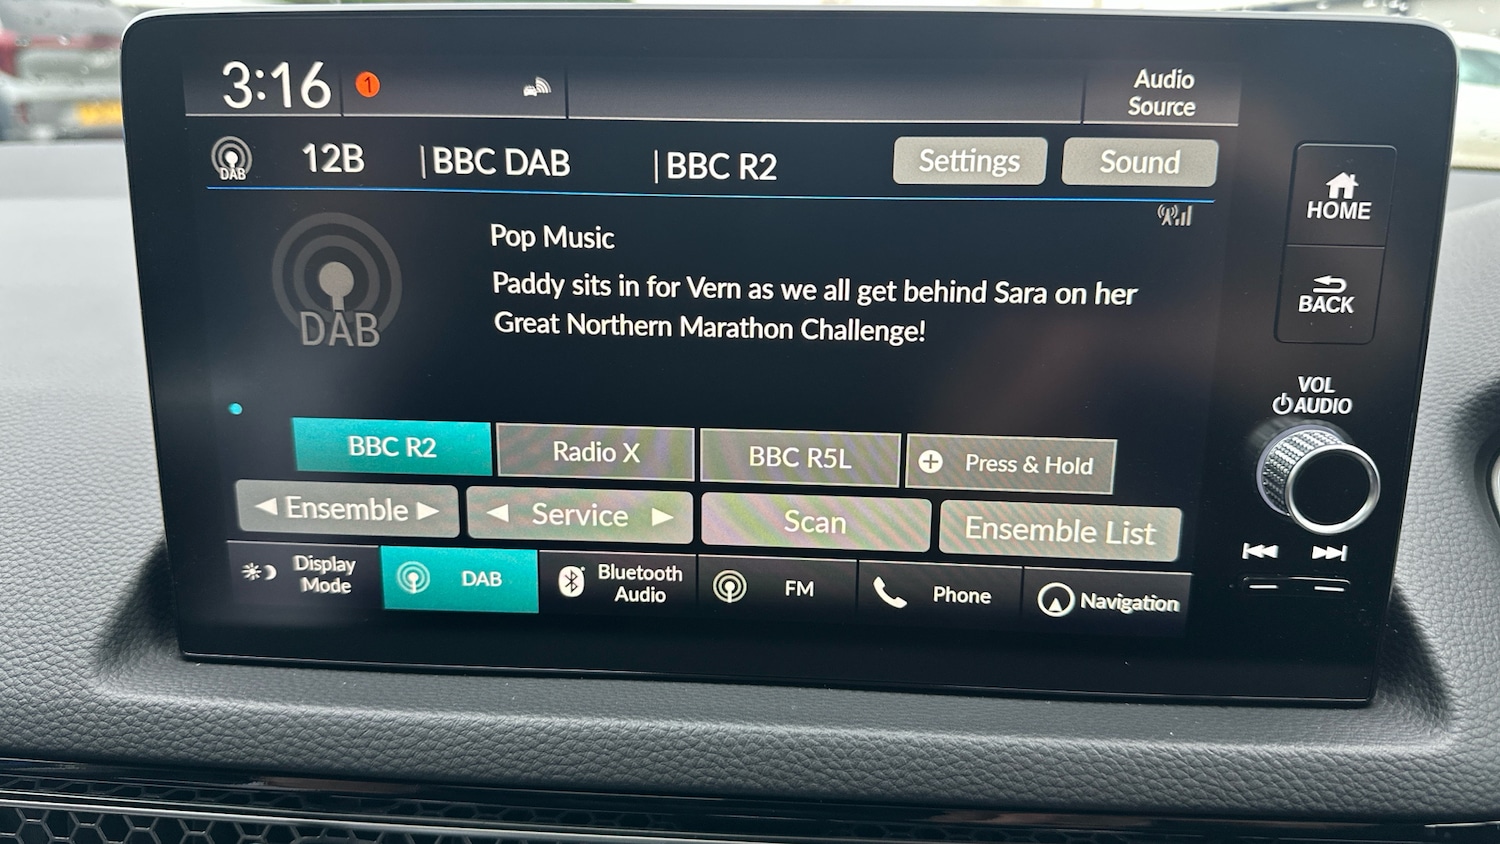 3:16
1
Audio
Source
DAB
12B
|BBC DAB
|BBC R2
Settings
Sound
HOME
BACK
DAB
Pop Music
Paddy sits in for Vern as we all get behind Sara on her
Great Northern Marathon Challenge!
VOL
AUDIO
BBC R2
Radio X
BBC R5L
Press & Hold
Ensemble
Service
Scan
Ensemble List
Display
Mode
DAB
Bluetooth
Audio
FM
Phone
Navigation